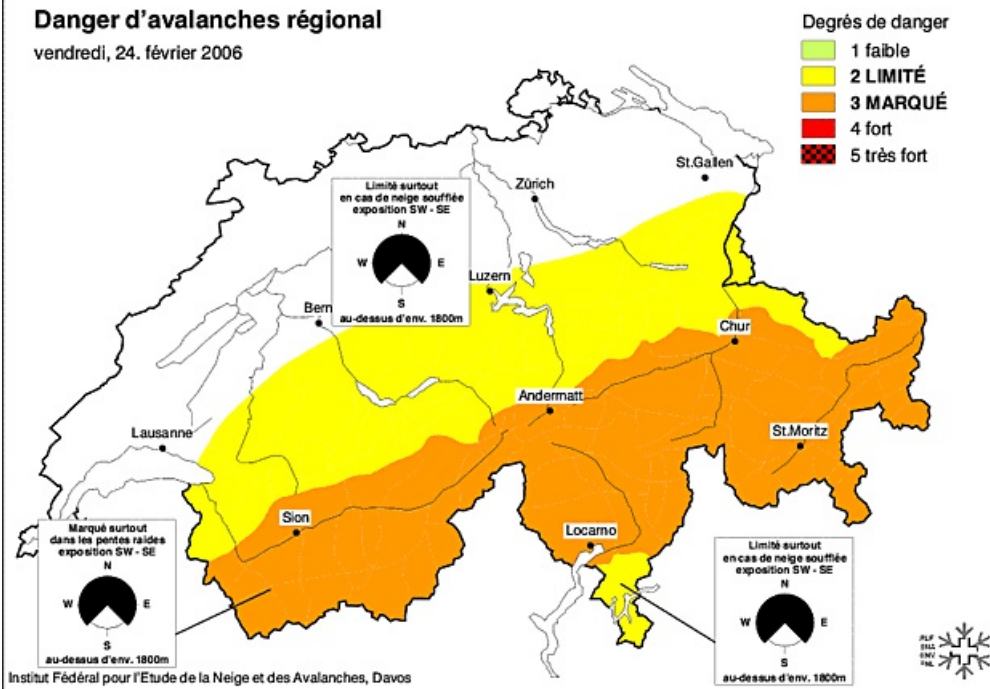 Danger d'avalanches régional
vendredi, 24. février 2006
Degrés de danger
1 faible
2 LIMITÉ
3 MARQUÉ
4 fort
5 très fort
St.Gallen
Zürich
Limité surtout
en cas de neige soufflée
exposition SW - SE
N
W E
S
au-dessus d'env. 1800m
Luzern
Bern
Chur
Andermatt
Lausanne
St.Moritz
Sion
Locarno
Marqué surtout
dans les pentes raides
exposition SW - SE
N
W E
S
au-dessus d'env. 1800m
Limité surtout
en cas de neige soufflée
exposition SW - SE
N
W E
S
au-dessus d'env. 1800m
Institut Fédéral pour l'Etude de la Neige et des Avalanches, Davos